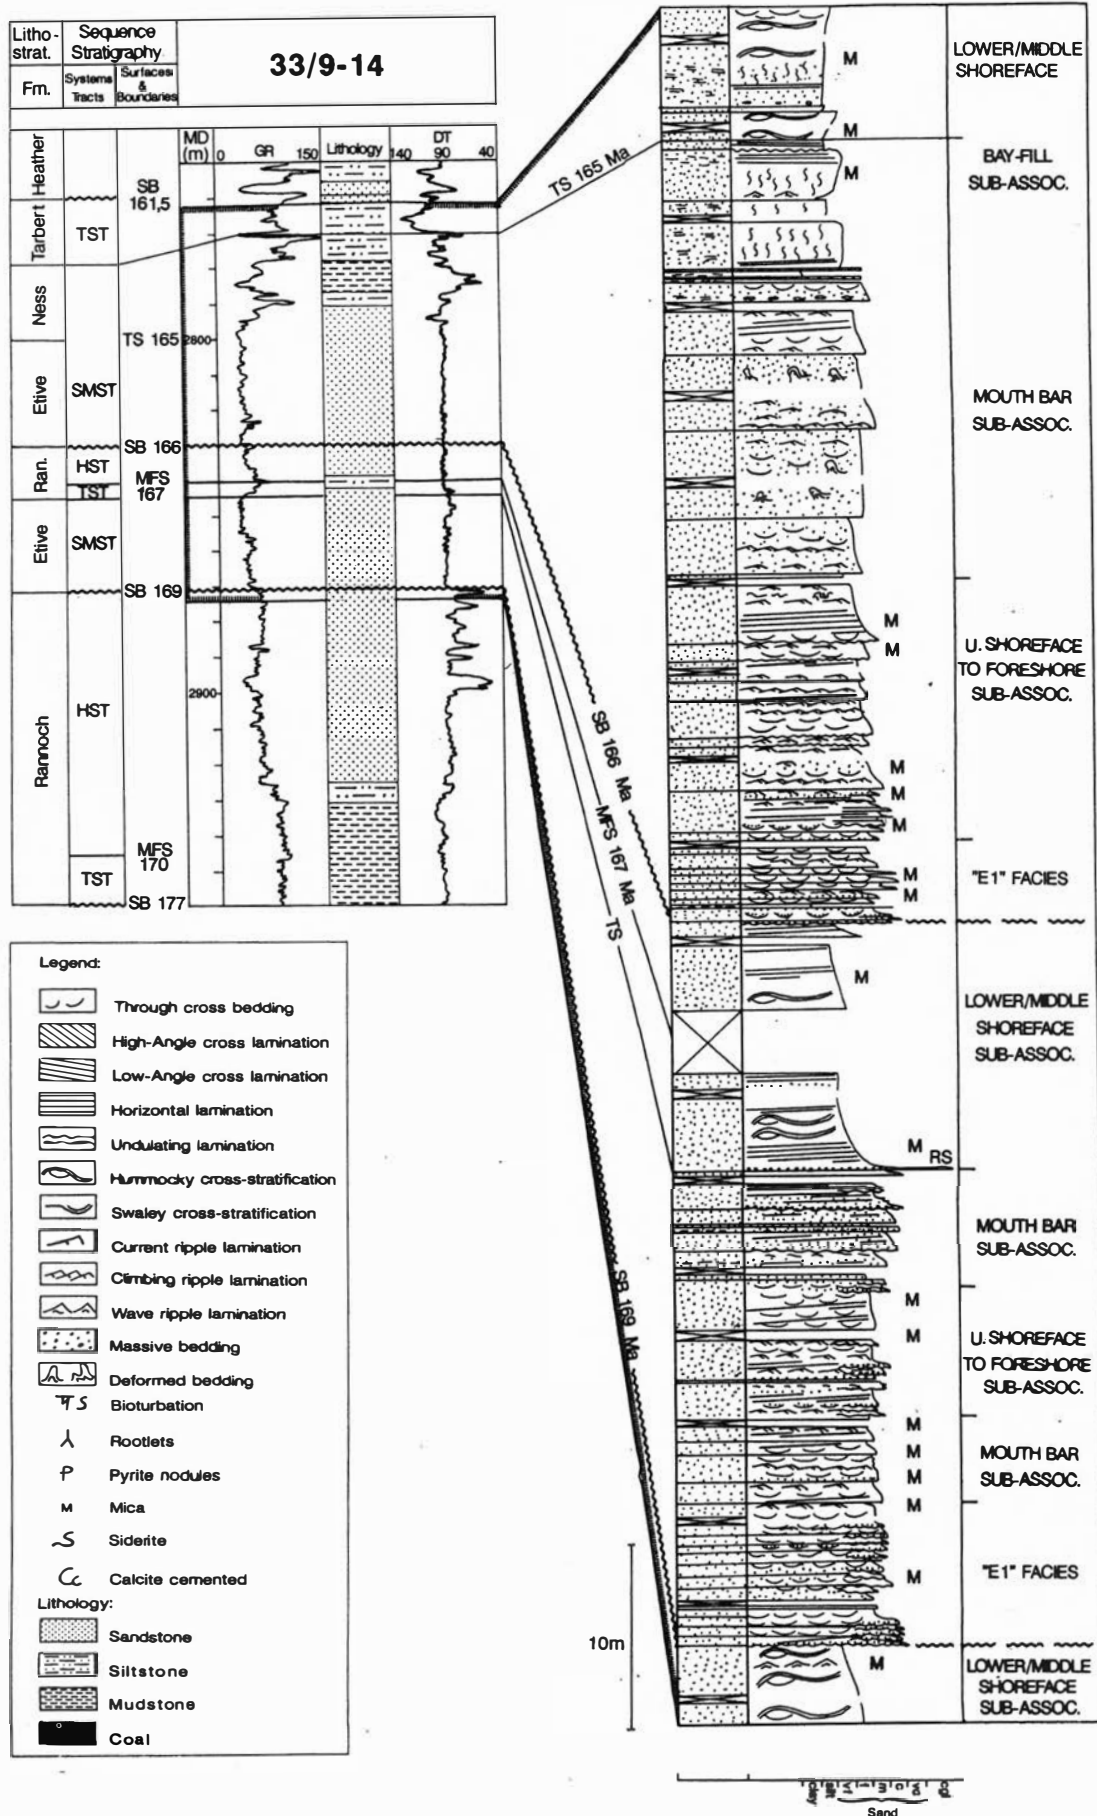 Litho-
strat.
Sequence
Stratigraphy
33/9-14
Fm.
Systems
Tracts
Surfaces
&
Boundaries
MD
(m)
0 GR 150
Lithology
140 DT 90 40
Heather
Tarbert
Ness
Etive
Ran.
Etive
Rannoch
TST
SMST
HST
TST
SMST
HST
TST
SB
161,5
TS 165
SB 166
MFS
167
SB 169
MFS
170
SB 177
2800
2900
TS 165 Ma
SB 166 Ma
MFS 167 Ma
TS
SB 169 Ma
LOWER/MIDDLE
SHOREFACE
M
M
BAY-FILL
SUB-ASSOC.
M
MOUTH BAR
SUB-ASSOC.
M
M
U. SHOREFACE
TO FORESHORE
SUB-ASSOC.
M
M
M
"E1" FACIES
M
M
LOWER/MIDDLE
SHOREFACE
SUB-ASSOC.
M
M
RS
MOUTH BAR
SUB-ASSOC.
M
M
U. SHOREFACE
TO FORESHORE
SUB-ASSOC.
M
M
M
M
MOUTH BAR
SUB-ASSOC.
M
"E1" FACIES
M
LOWER/MIDDLE
SHOREFACE
SUB-ASSOC.
10m
clay silt vf f m c vc cgl
Sand
Legend:
Through cross bedding
High-Angle cross lamination
Low-Angle cross lamination
Horizontal lamination
Undulating lamination
Hummocky cross-stratification
Swaley cross-stratification
Current ripple lamination
Climbing ripple lamination
Wave ripple lamination
Massive bedding
Deformed bedding
Bioturbation
Rootlets
P Pyrite nodules
M Mica
Siderite
Cc Calcite cemented
Lithology:
Sandstone
Siltstone
Mudstone
Coal